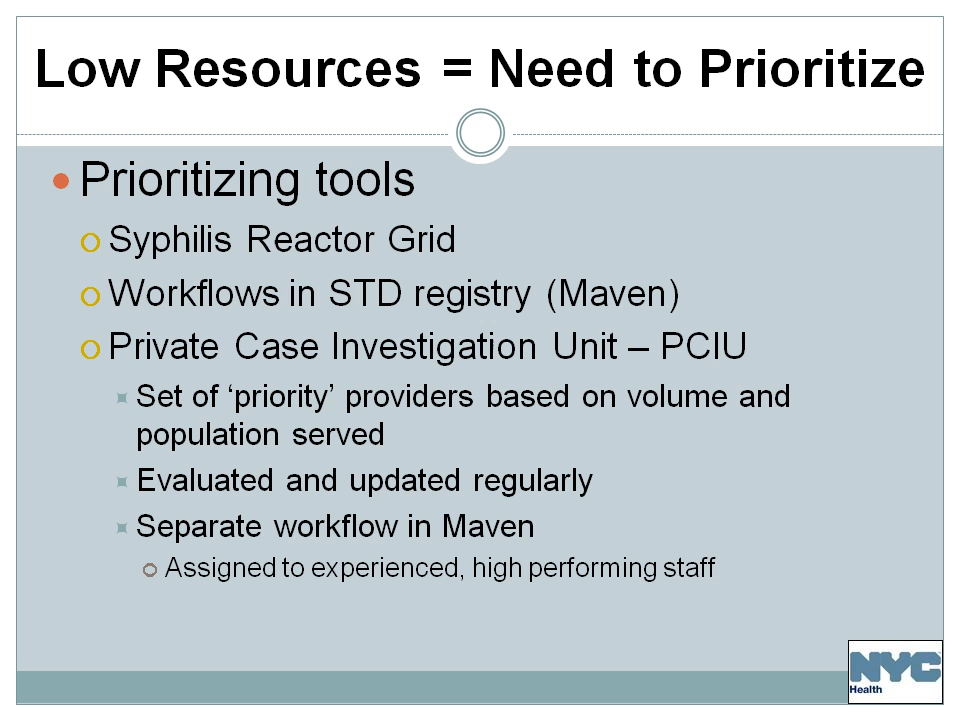 Low Resources = Need to Prioritize
Prioritizing tools
Syphilis Reactor Grid
Workflows in STD registry (Maven)
Private Case Investigation Unit – PCIU
Set of ‘priority’ providers based on volume and
population served
Evaluated and updated regularly
Separate workflow in Maven
Assigned to experienced, high performing staff
NYC
Health